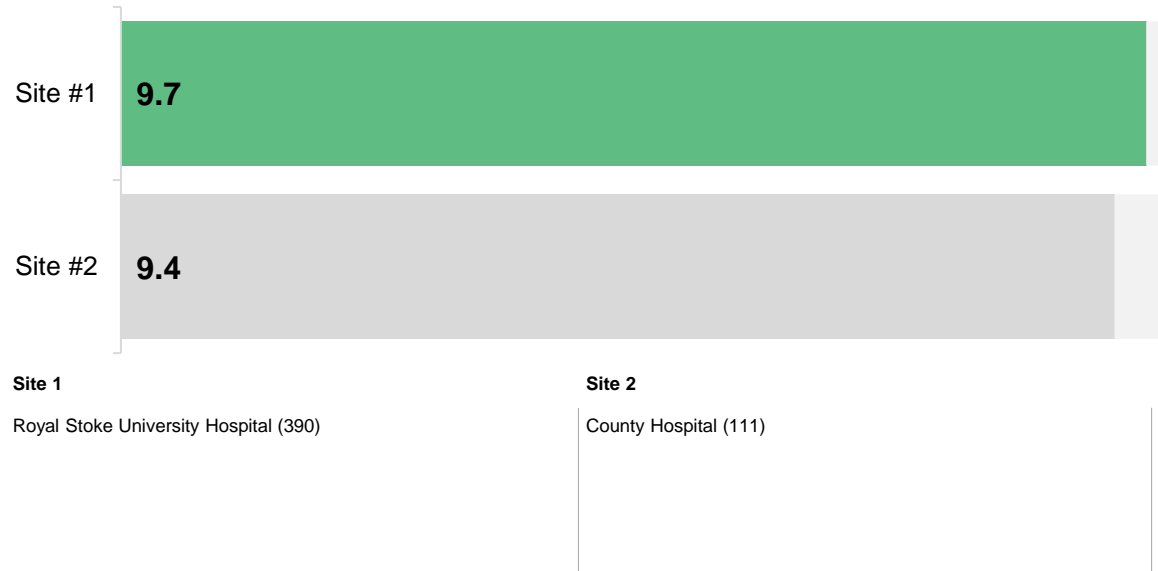 Site #1 9.7
Site #2 9.4
Site 1
Royal Stoke University Hospital (390)
Site 2
County Hospital (111)